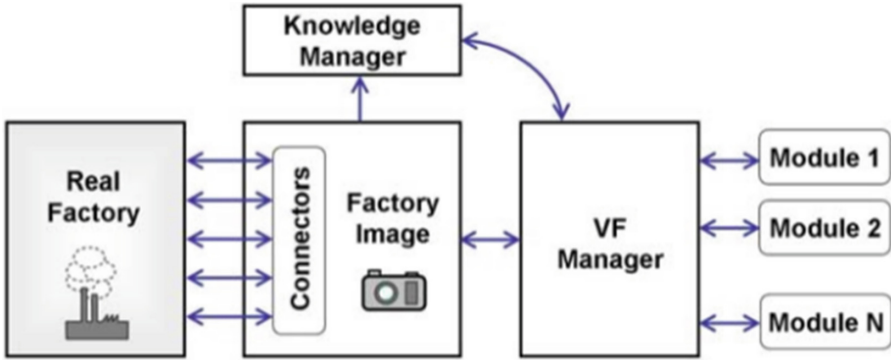 Knowledge
Manager
Real
Factory
Connectors
Factory
Image
VF
Manager
Module 1
Module 2
Module N